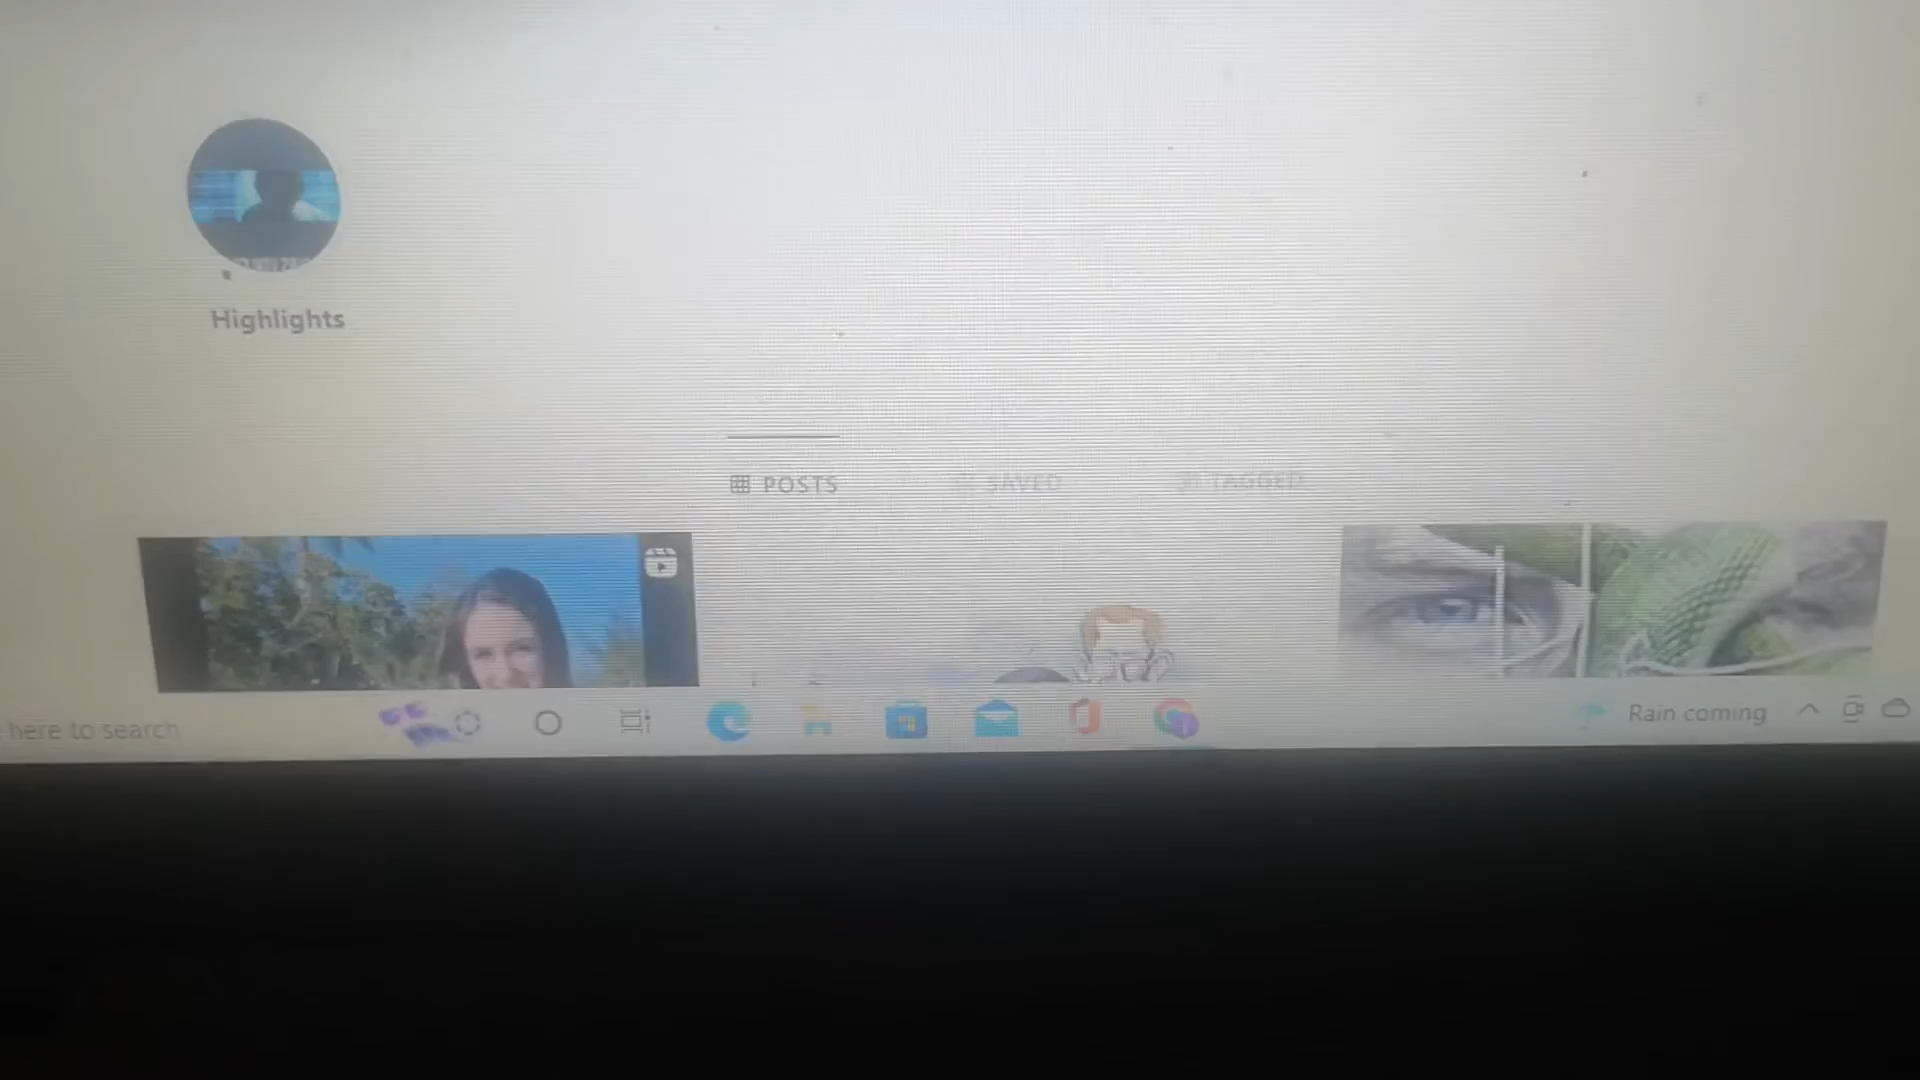 Highlights
POSTS
SAVED
TAGGED
here to search
Rain coming